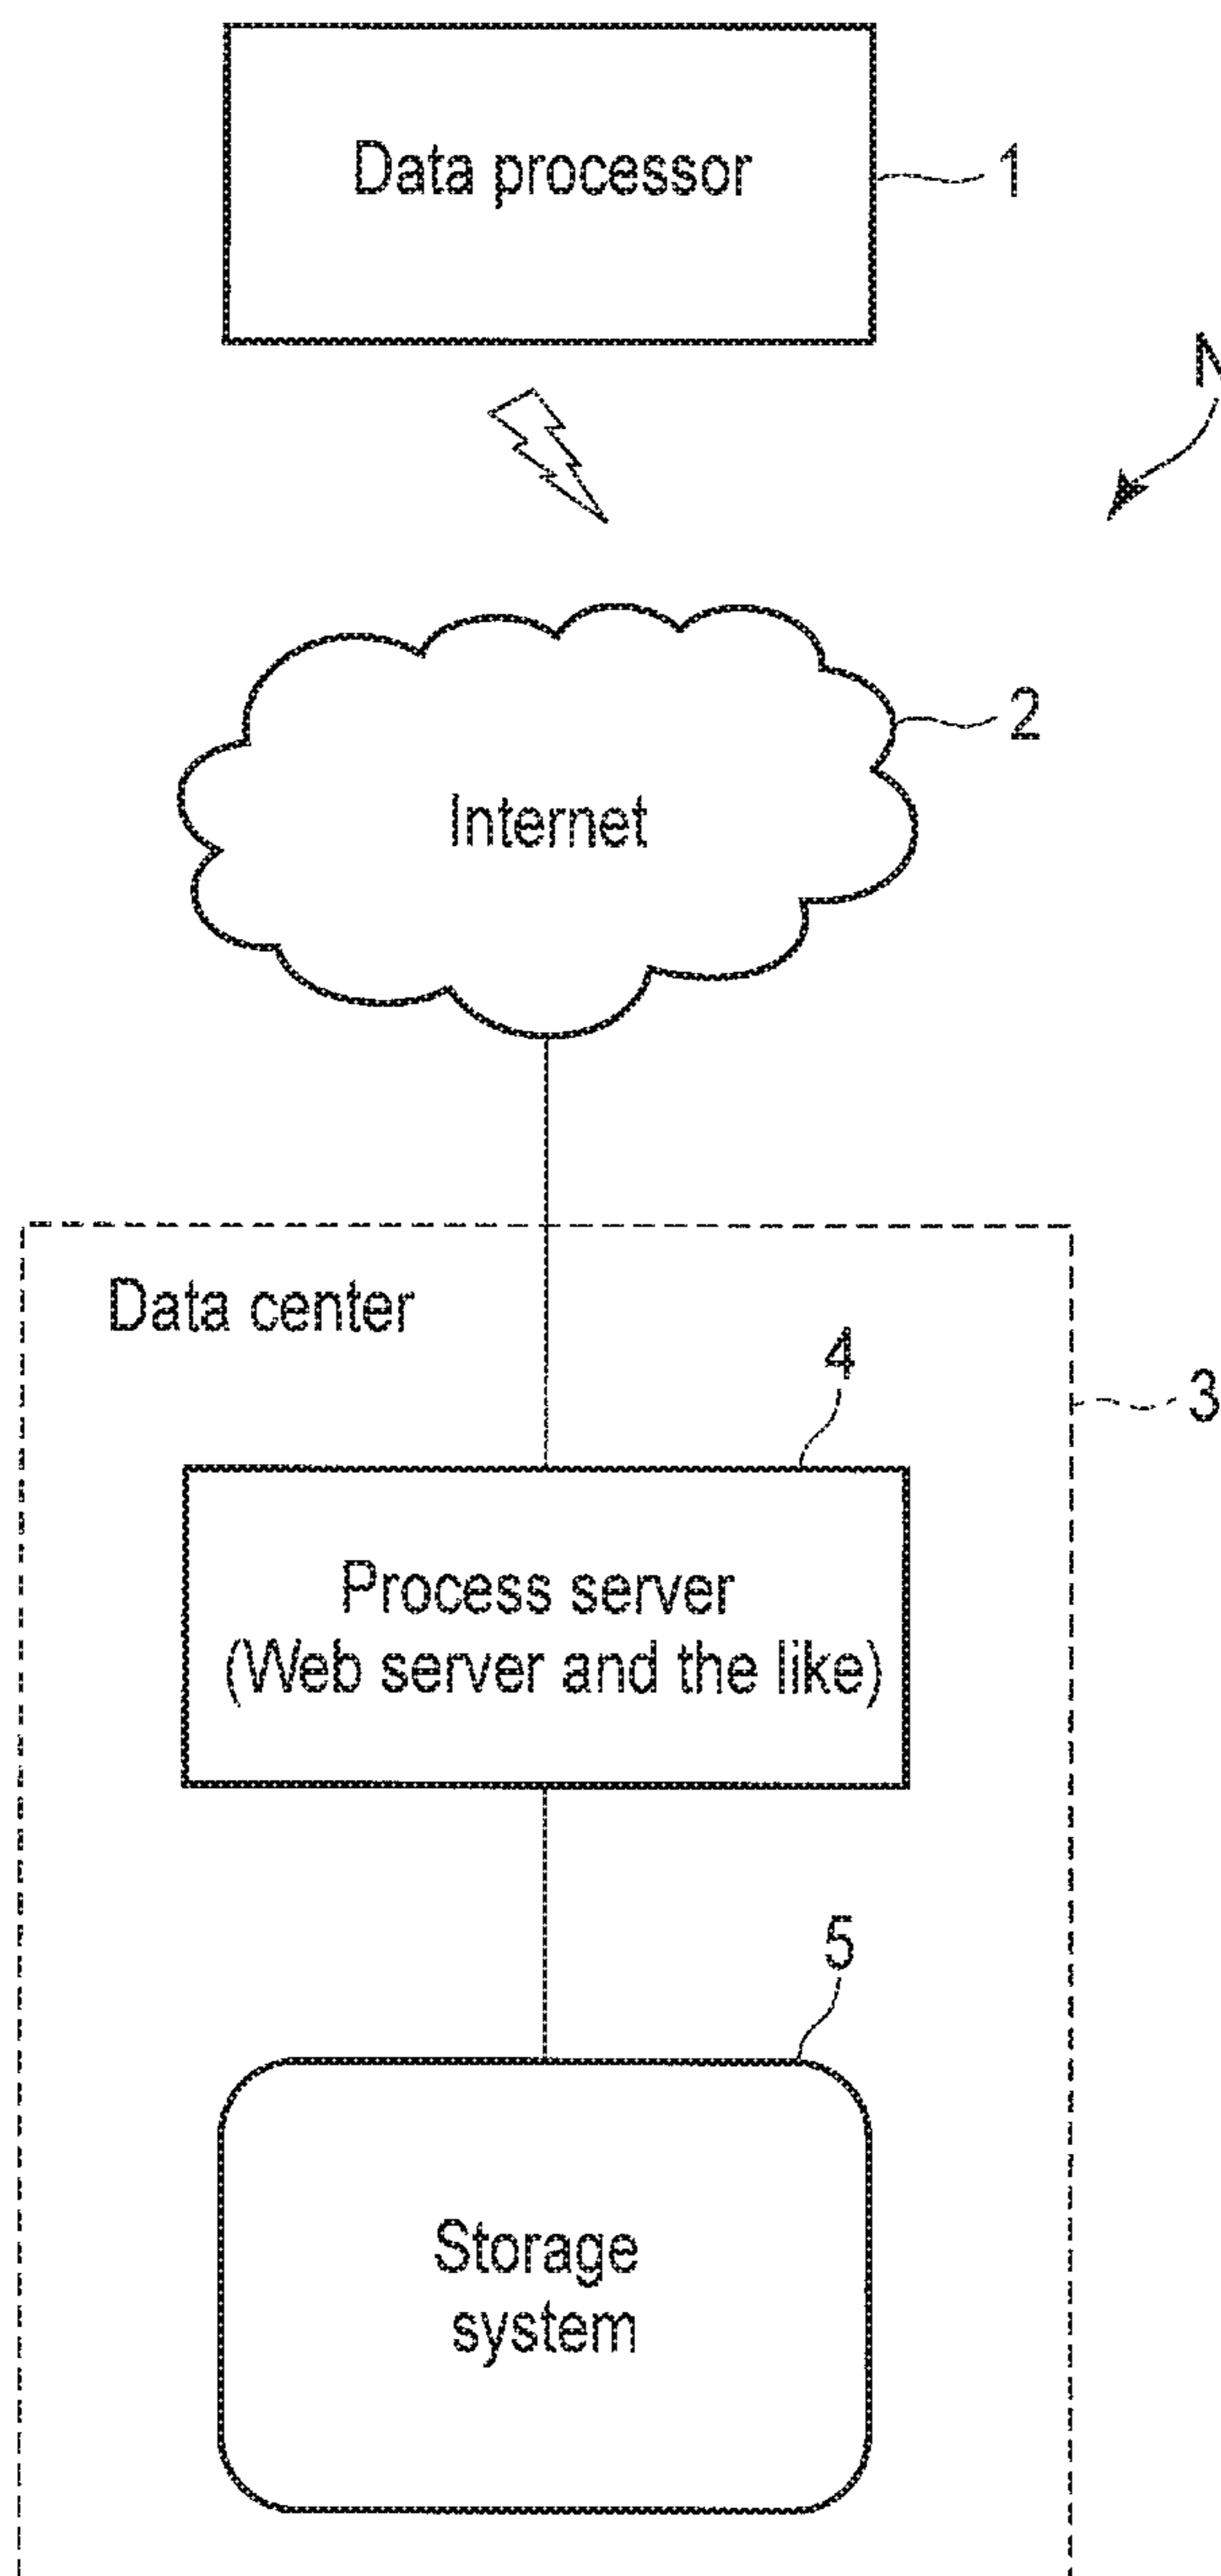 Data processor
1
N
Internet
2
Data center
4
3
Process server
(Web server and the like)
5
Storage
system